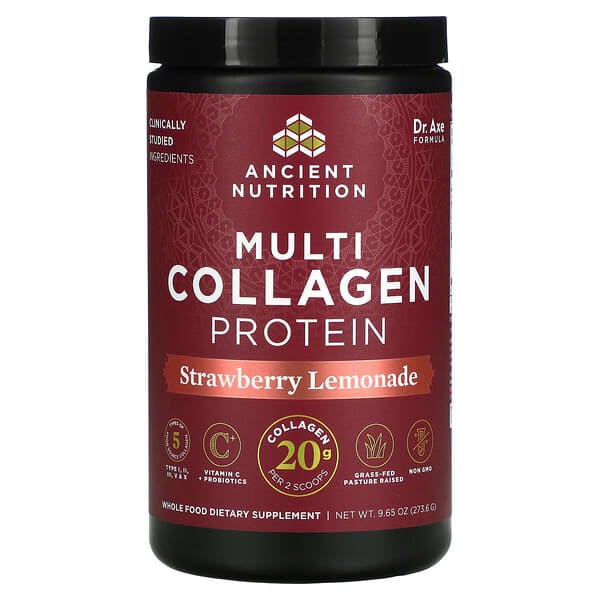 CLINICALLY
STUDIED
INGREDIENTS
Dr. Axe
FORMULA
ANCIENT
NUTRITION
MULTI
COLLAGEN
PROTEIN
Strawberry Lemonade
TYPES OF
5
TYPE I, II,
III, V & X
C+
VITAMIN C
+ PROBIOTICS
COLLAGEN
20g
PER 2 SCOOPS
GRASS-FED
PASTURE RAISED
NON GMO
WHOLE FOOD DIETARY SUPPLEMENT | NET WT. 9.65 OZ (273.6 G)